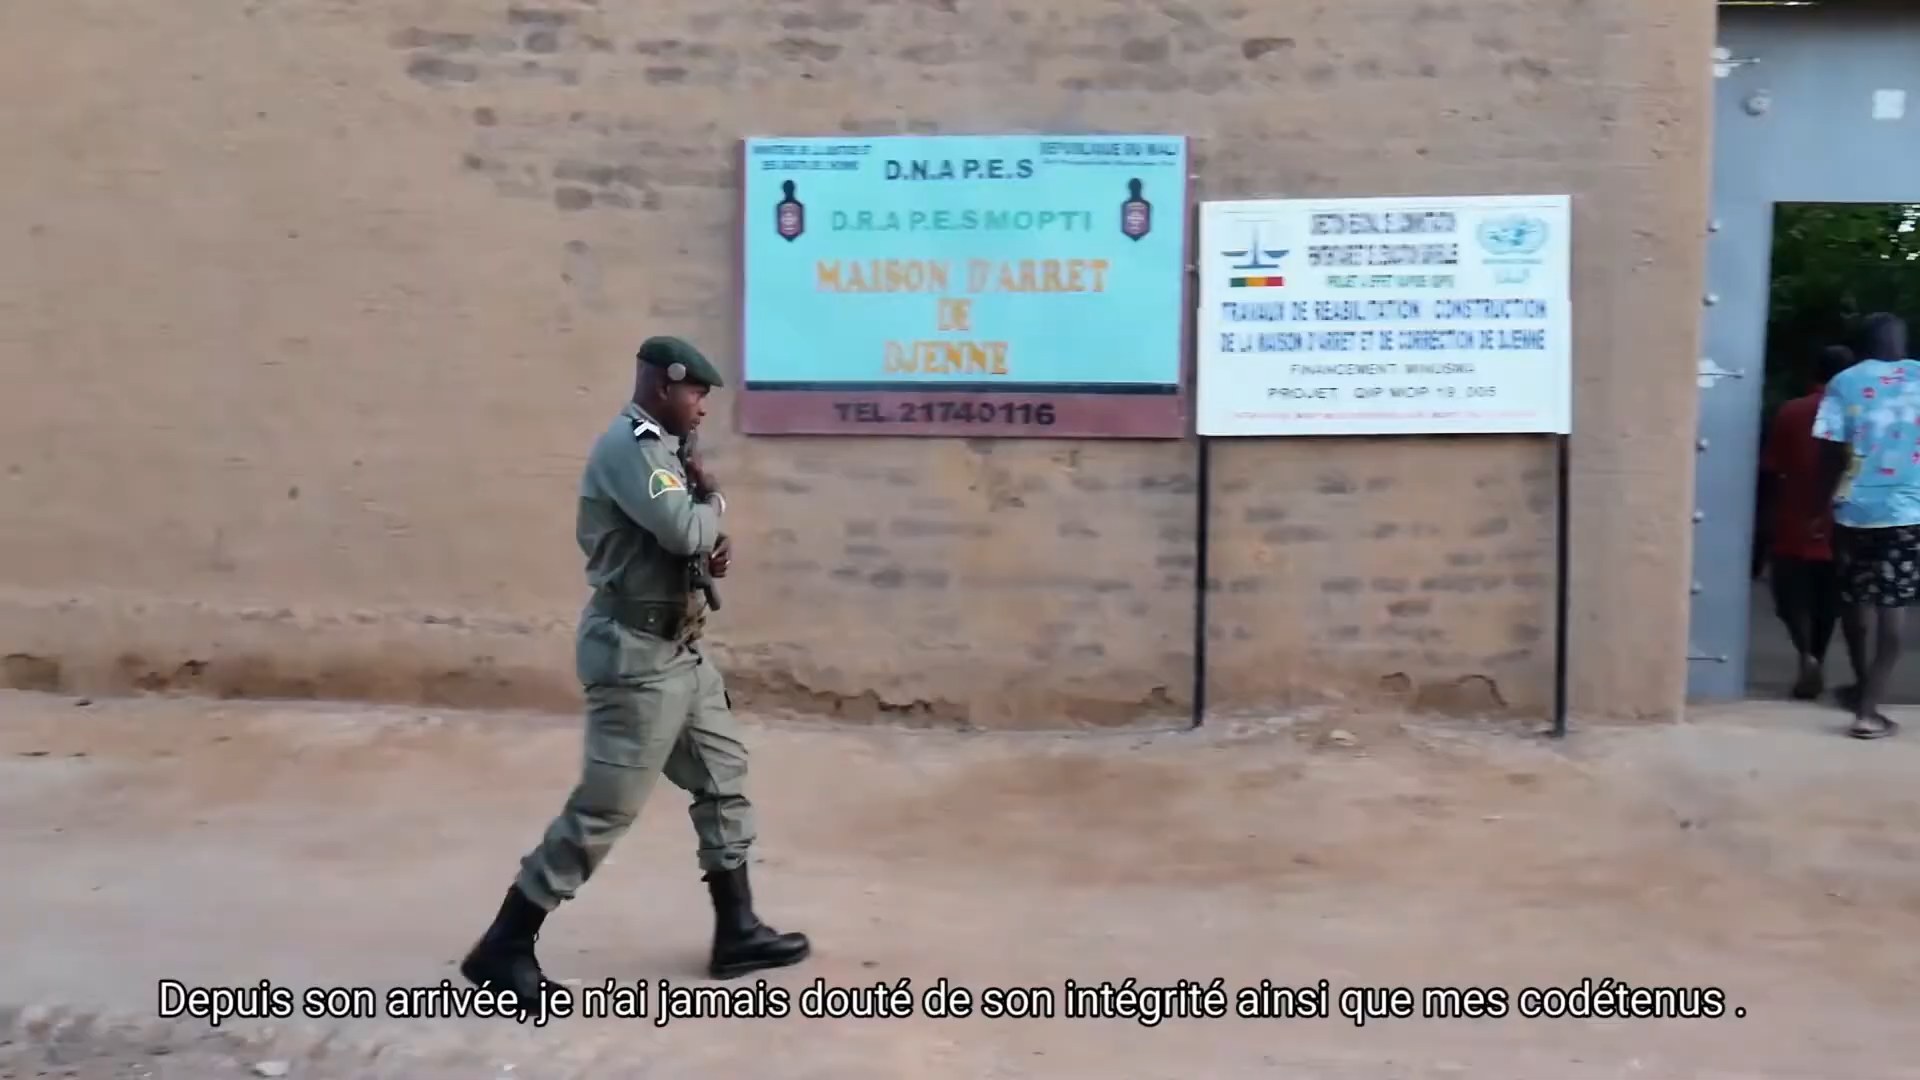 D.N.A P.E.S
REPUBLIQUE DU MALI
D.R.A P.E.S MOPTI
MAISON D'ARRET
DE
DJENNE
TEL.21740116
TRAVAUX DE REABILITATION CONSTRUCTION
DE LA MAISON D'ARRET ET DE CORRECTION DE DJENNE
FINANCEMENT MINUSMA
PROJET QIP MOP 19 005
Depuis son arrivée, je n'ai jamais douté de son intégrité ainsi que mes codétenus .